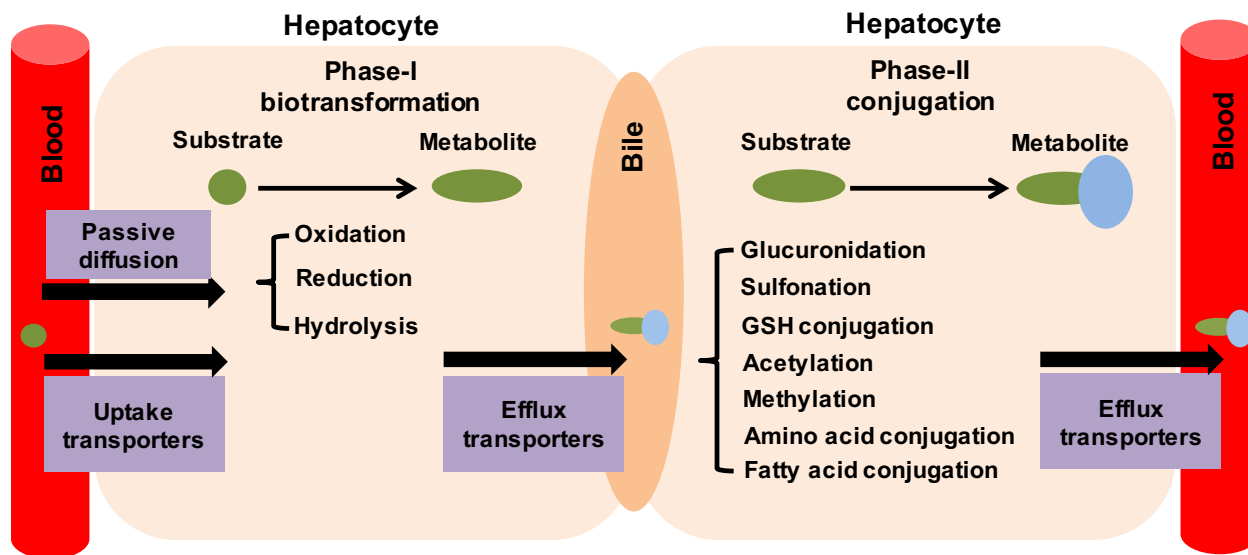 Hepatocyte
Phase-I
biotransformation
Blood
Substrate
Metabolite
Passive
diffusion
Oxidation
Reduction
Hydrolysis
Uptake
transporters
Efflux
transporters
Bile
Hepatocyte
Phase-II
conjugation
Substrate
Metabolite
Glucuronidation
Sulfonation
GSH conjugation
Acetylation
Methylation
Amino acid conjugation
Fatty acid conjugation
Efflux
transporters
Blood